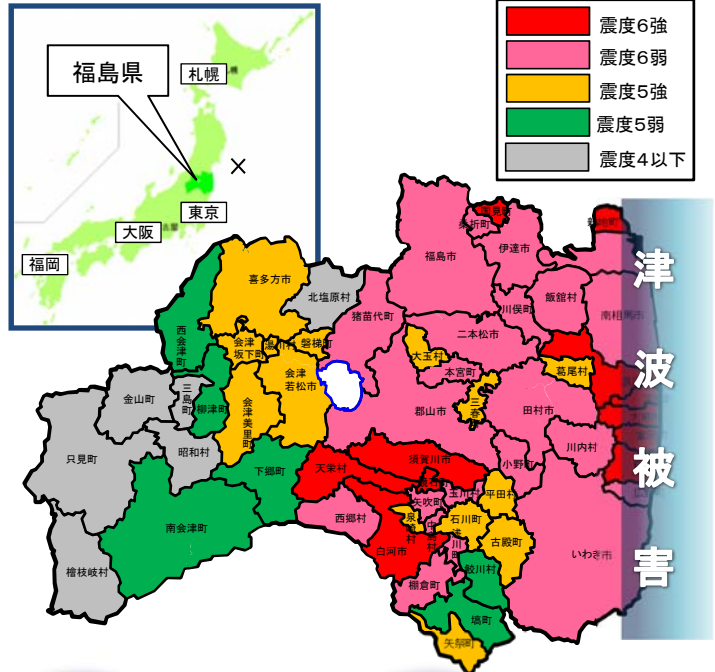 福島県
札幌
東京
大阪
福岡
震度6強
震度6弱
震度5強
震度5弱
震度4以下
津波被害
国見町
桑折町
伊達市
新地町
福島市
喜多方市
北塩原村
猪苗代町
川俣町
飯舘村
南相馬市
西会津町
会津
坂下町
湯川村
磐梯町
二本松市
大玉村
本宮町
葛尾村
会津
若松市
金山町
三島町
柳津町
会津美里町
郡山市
三春町
田村市
只見町
昭和村
下郷町
天栄村
須賀川市
小野町
川内村
鏡石町
玉川村
平田村
矢吹町
南会津町
西郷村
泉崎村
中島村
石川町
浅川町
古殿町
いわき市
白河市
檜枝岐村
棚倉町
鮫川村
塙町
矢祭町